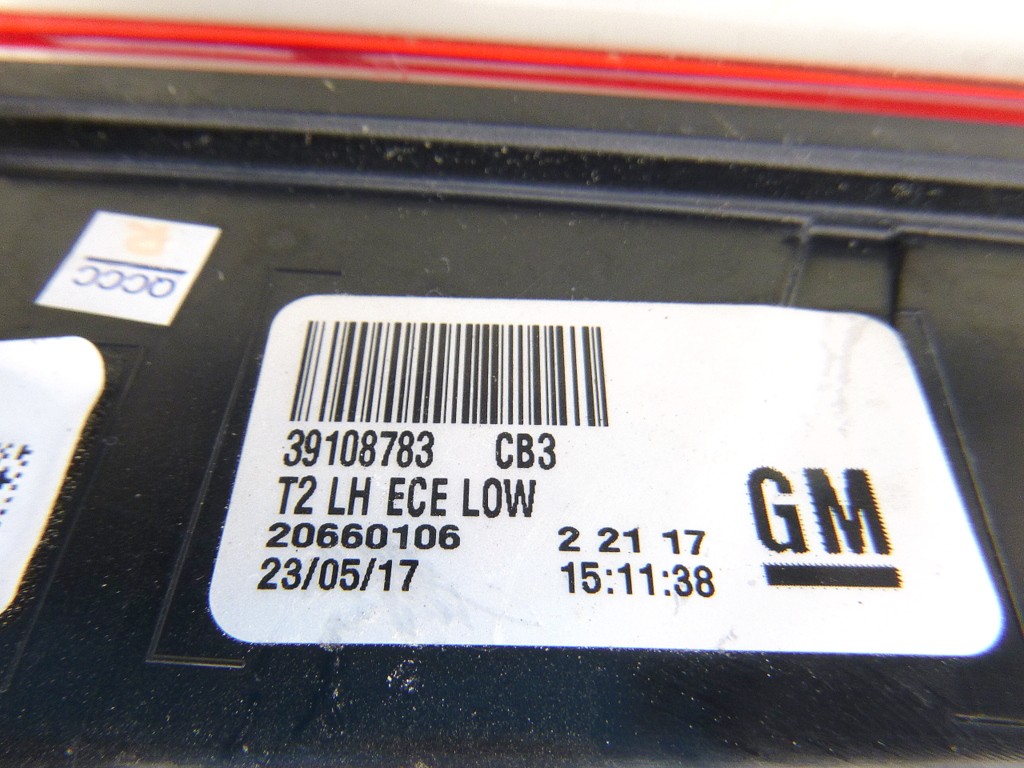 QCCC
R
39108783 CB3
T2 LH ECE LOW
20660106 2 21 17
23/05/17 15:11:38
GM